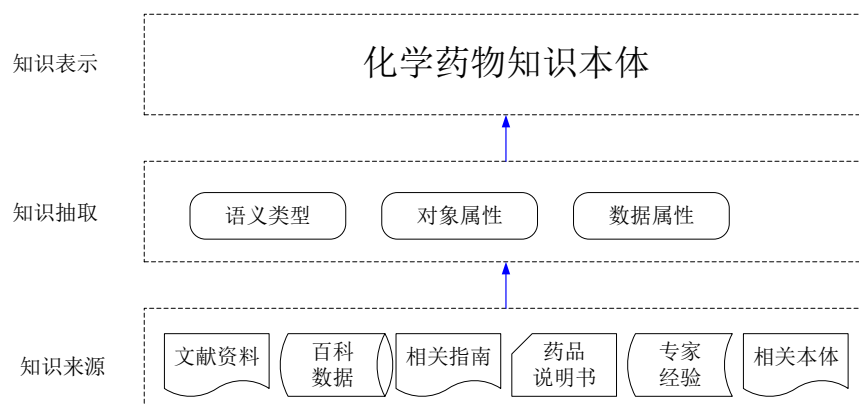 知识表示
化学药物知识本体
知识抽取
语义类型
对象属性
数据属性
知识来源
文献资料
百科
数据
相关指南
药品
说明书
专家
经验
相关本体